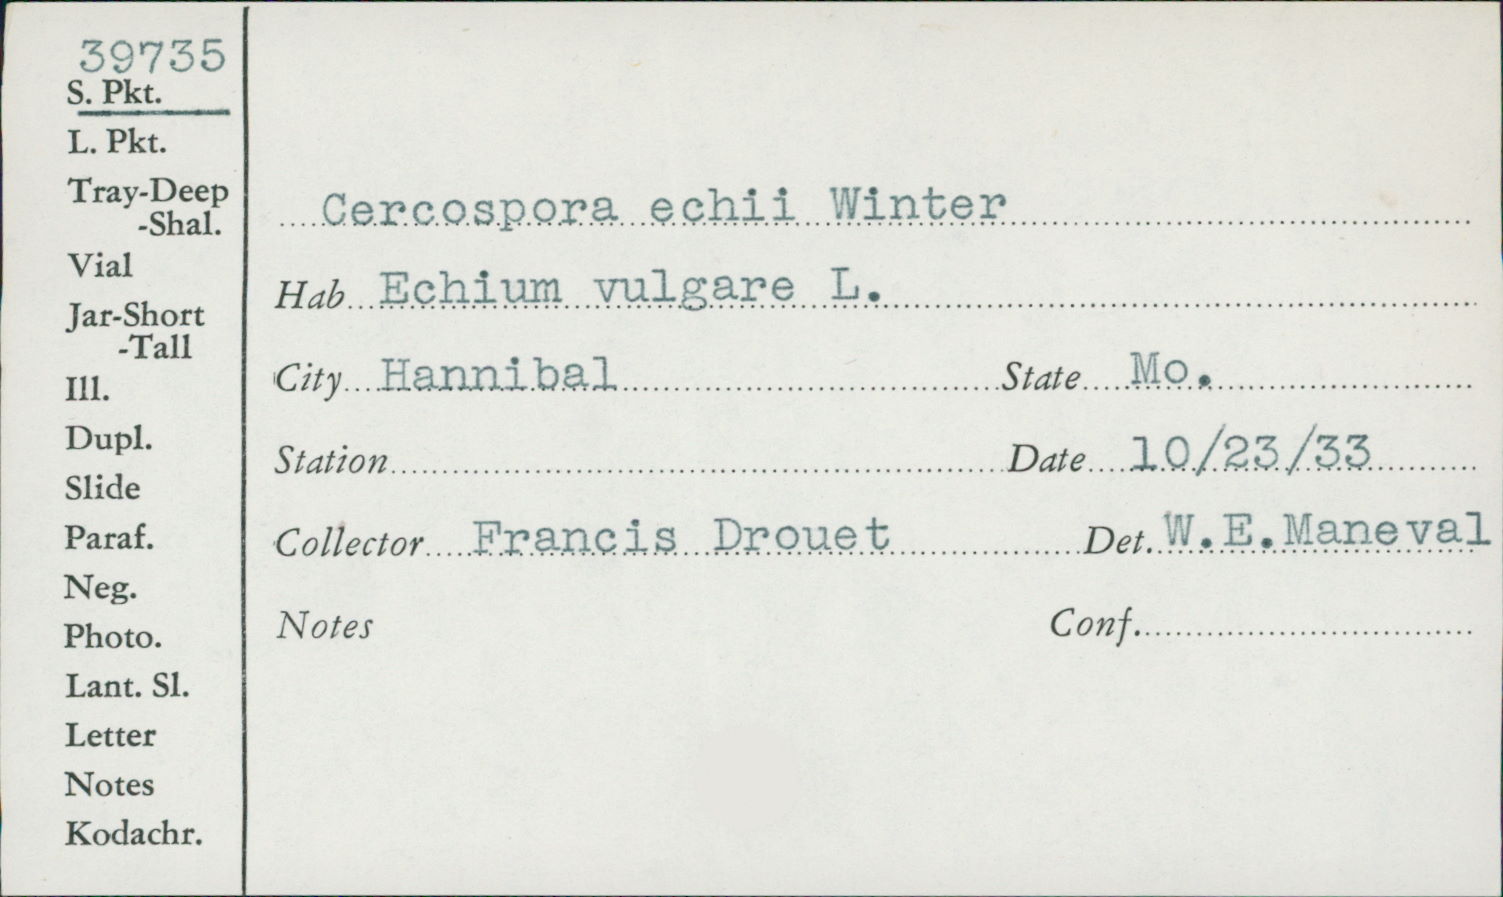 39735
S. Pkt.
L. Pkt.
Tray-Deep
-Shal.
Vial
Jar-Short
-Tall
Ill.
Dupl.
Slide
Paraf.
Neg.
Photo.
Lant. Sl.
Letter
Notes
Kodachr.
Cercospora echii Winter
Hab Echium vulgare L.
City Hannibal State Mo.
Station Date 10/23/33
Collector Francis Drouet Det. W.E.Maneval
Notes Conf.